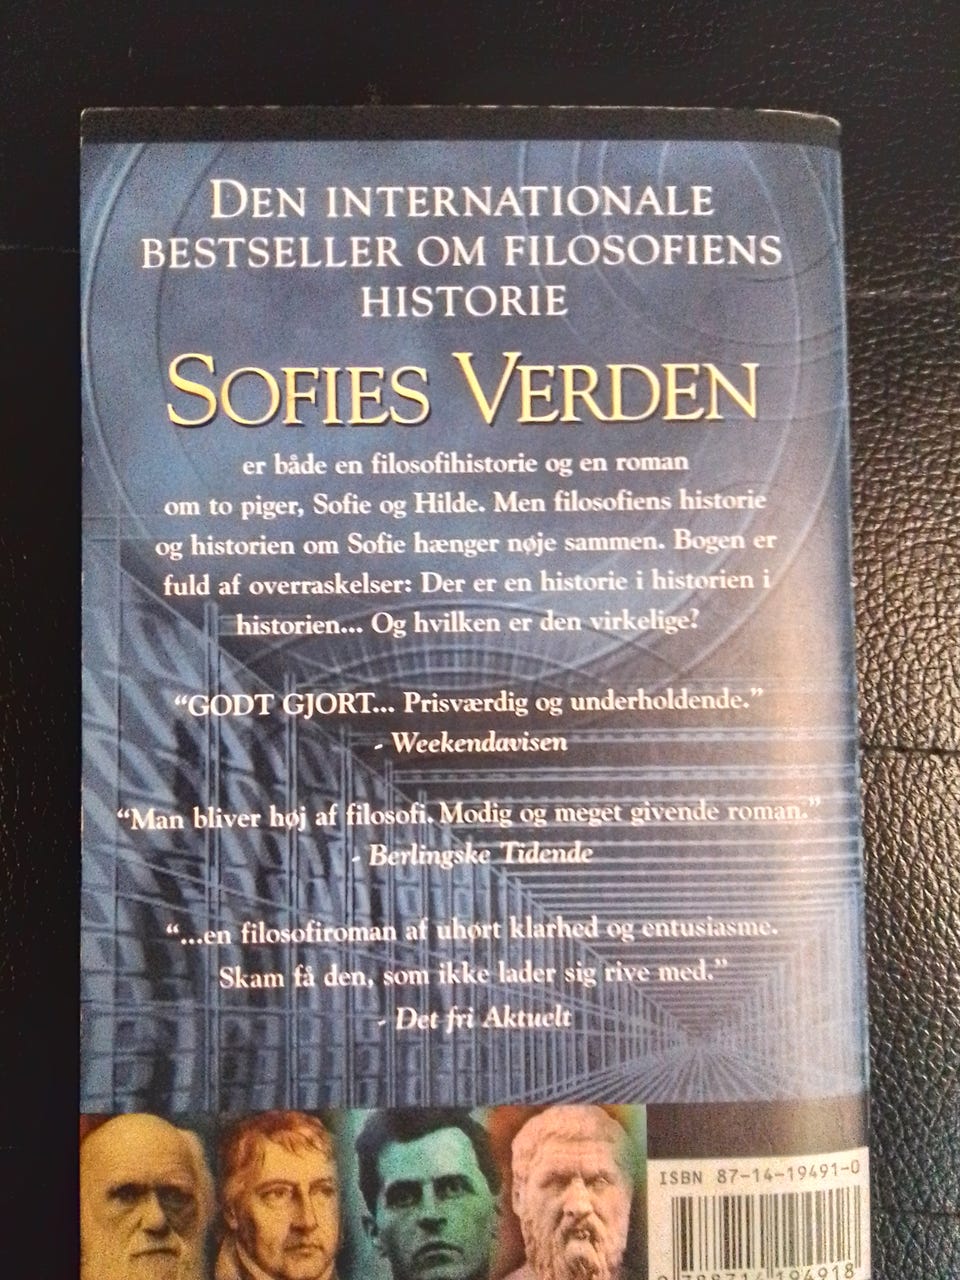 DEN INTERNATIONALE
BESTSELLER OM FILOSOFIENS
HISTORIE
SOFIES VERDEN
er både en filosofihistorie og en roman
om to piger, Sofie og Hilde. Men filosofiens historie
og historien om Sofie hænger nøje sammen. Bogen er
fuld af overraskelser: Der er en historie i historien i
historien... Og hvilken er den virkelige?
“GODT GJORT... Prisværdig og underholdende.”
- Weekendavisen
“Man bliver høj af filosofi. Modig og meget givende roman.”
- Berlingske Tidende
“...en filosofiroman af uhørt klarhed og entusiasme.
Skam få den, som ikke lader sig rive med.”
- Det fri Aktuelt
ISBN 87-14-19491-0
9 788714 194918